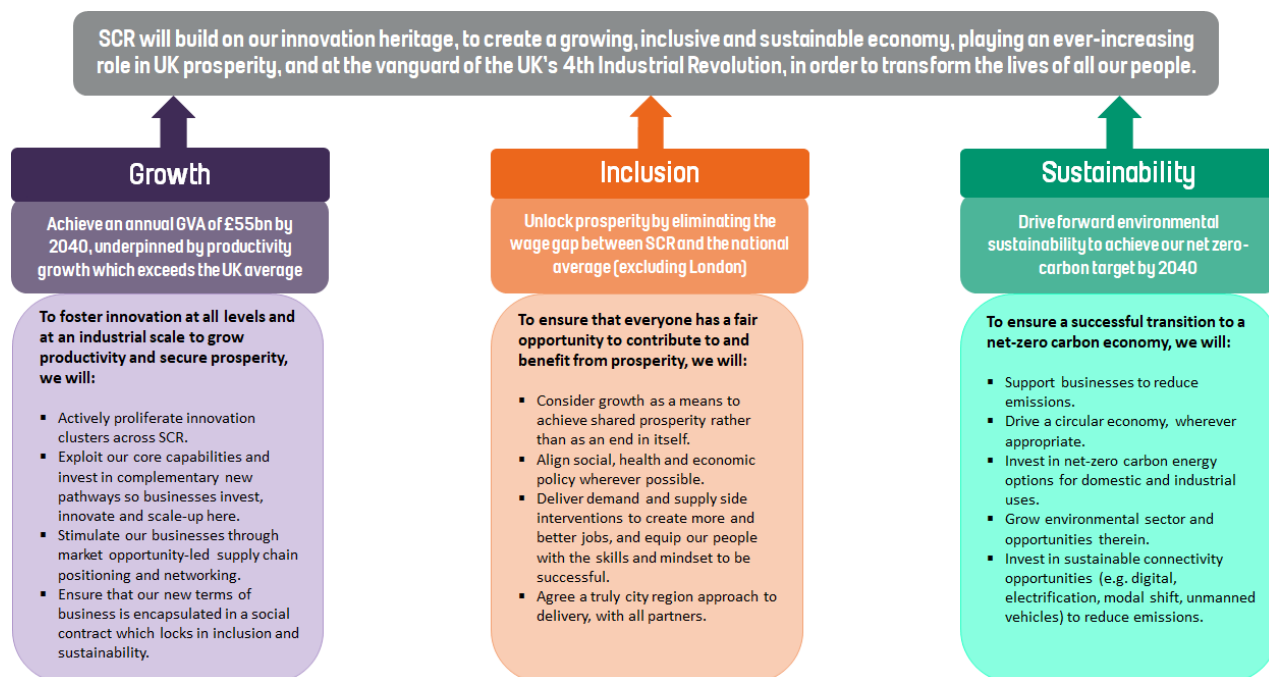 SCR will build on our innovation heritage, to create a growing, inclusive and sustainable economy, playing an ever-increasing
role in UK prosperity, and at the vanguard of the UK's 4th Industrial Revolution, in order to transform the lives of all our people.
Growth
Achieve an annual GVA of £55bn by
2040, underpinned by productivity
growth which exceeds the UK average
To foster innovation at all levels and
at an industrial scale to grow
productivity and secure prosperity,
we will:
▪ Actively proliferate innovation
clusters across SCR.
▪ Exploit our core capabilities and
invest in complementary new
pathways so businesses invest,
innovate and scale-up here.
▪ Stimulate our businesses through
market opportunity-led supply chain
positioning and networking.
▪ Ensure that our new terms of
business is encapsulated in a social
contract which locks in inclusion and
sustainability.
Inclusion
Unlock prosperity by eliminating the
wage gap between SCR and the national
average (excluding London)
To ensure that everyone has a fair
opportunity to contribute to and
benefit from prosperity, we will:
▪ Consider growth as a means to
achieve shared prosperity rather
than as an end in itself.
▪ Align social, health and economic
policy wherever possible.
▪ Deliver demand and supply side
interventions to create more and
better jobs, and equip our people
with the skills and mindset to be
successful.
▪ Agree a truly city region approach to
delivery, with all partners.
Sustainability
Drive forward environmental
sustainability to achieve our net zero-
carbon target by 2040
To ensure a successful transition to a
net-zero carbon economy, we will:
▪ Support businesses to reduce
emissions.
▪ Drive a circular economy, wherever
appropriate.
▪ Invest in net-zero carbon energy
options for domestic and industrial
uses.
▪ Grow environmental sector and
opportunities therein.
▪ Invest in sustainable connectivity
opportunities (e.g. digital,
electrification, modal shift, unmanned
vehicles) to reduce emissions.